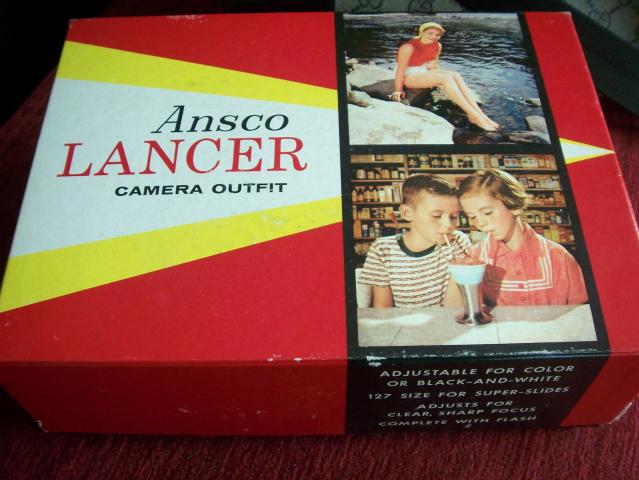 Ansco
LANCER
CAMERA OUTFIT
ADJUSTABLE FOR COLOR
OR BLACK-AND-WHITE
127 SIZE FOR SUPER-SLIDES
ADJUSTS FOR
CLEAR, SHARP FOCUS
COMPLETE WITH FLASH